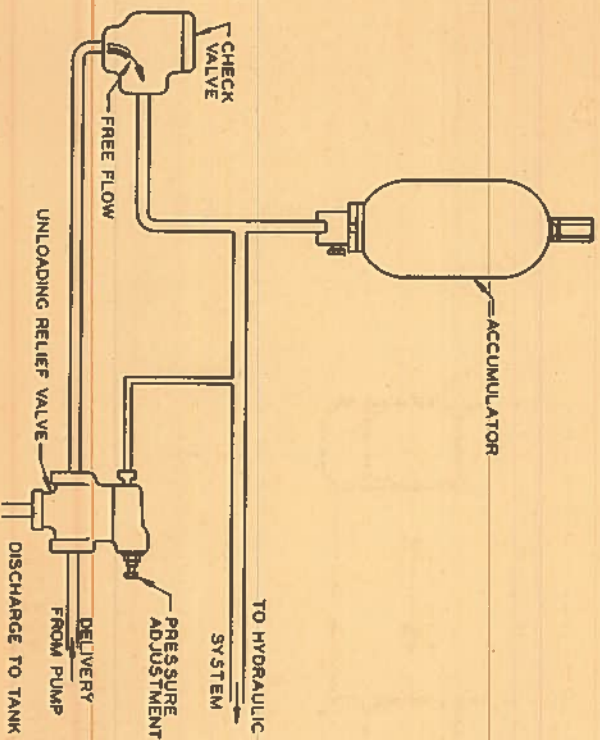 CHECK
VALVE
FREE FLOW
ACCUMULATOR
UNLOADING RELIEF VALVE
TO HYDRAULIC
SYSTEM
PRESSURE
ADJUSTMENT
DELIVERY
FROM PUMP
DISCHARGE TO TANK